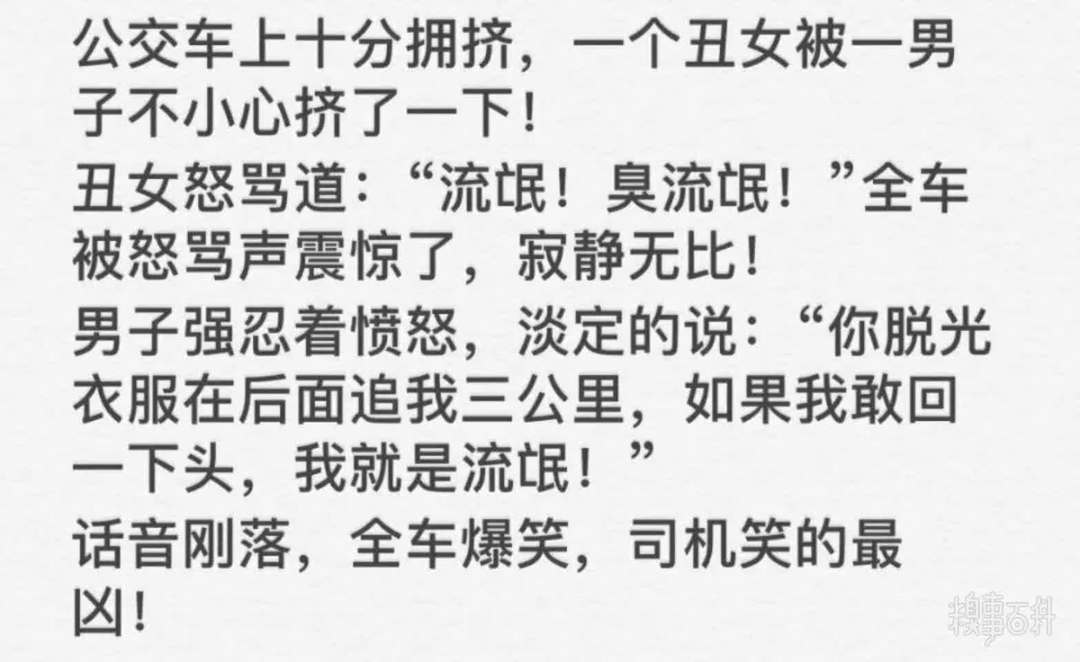 公交车上十分拥挤，一个丑女被一男
子不小心挤了一下！
丑女怒骂道：“流氓！臭流氓！”全车
被怒骂声震惊了，寂静无比！
男子强忍着愤怒，淡定的说：“你脱光
衣服在后面追我三公里，如果我敢回
一下头，我就是流氓！”
话音刚落，全车爆笑，司机笑的最
凶！
糗事百科